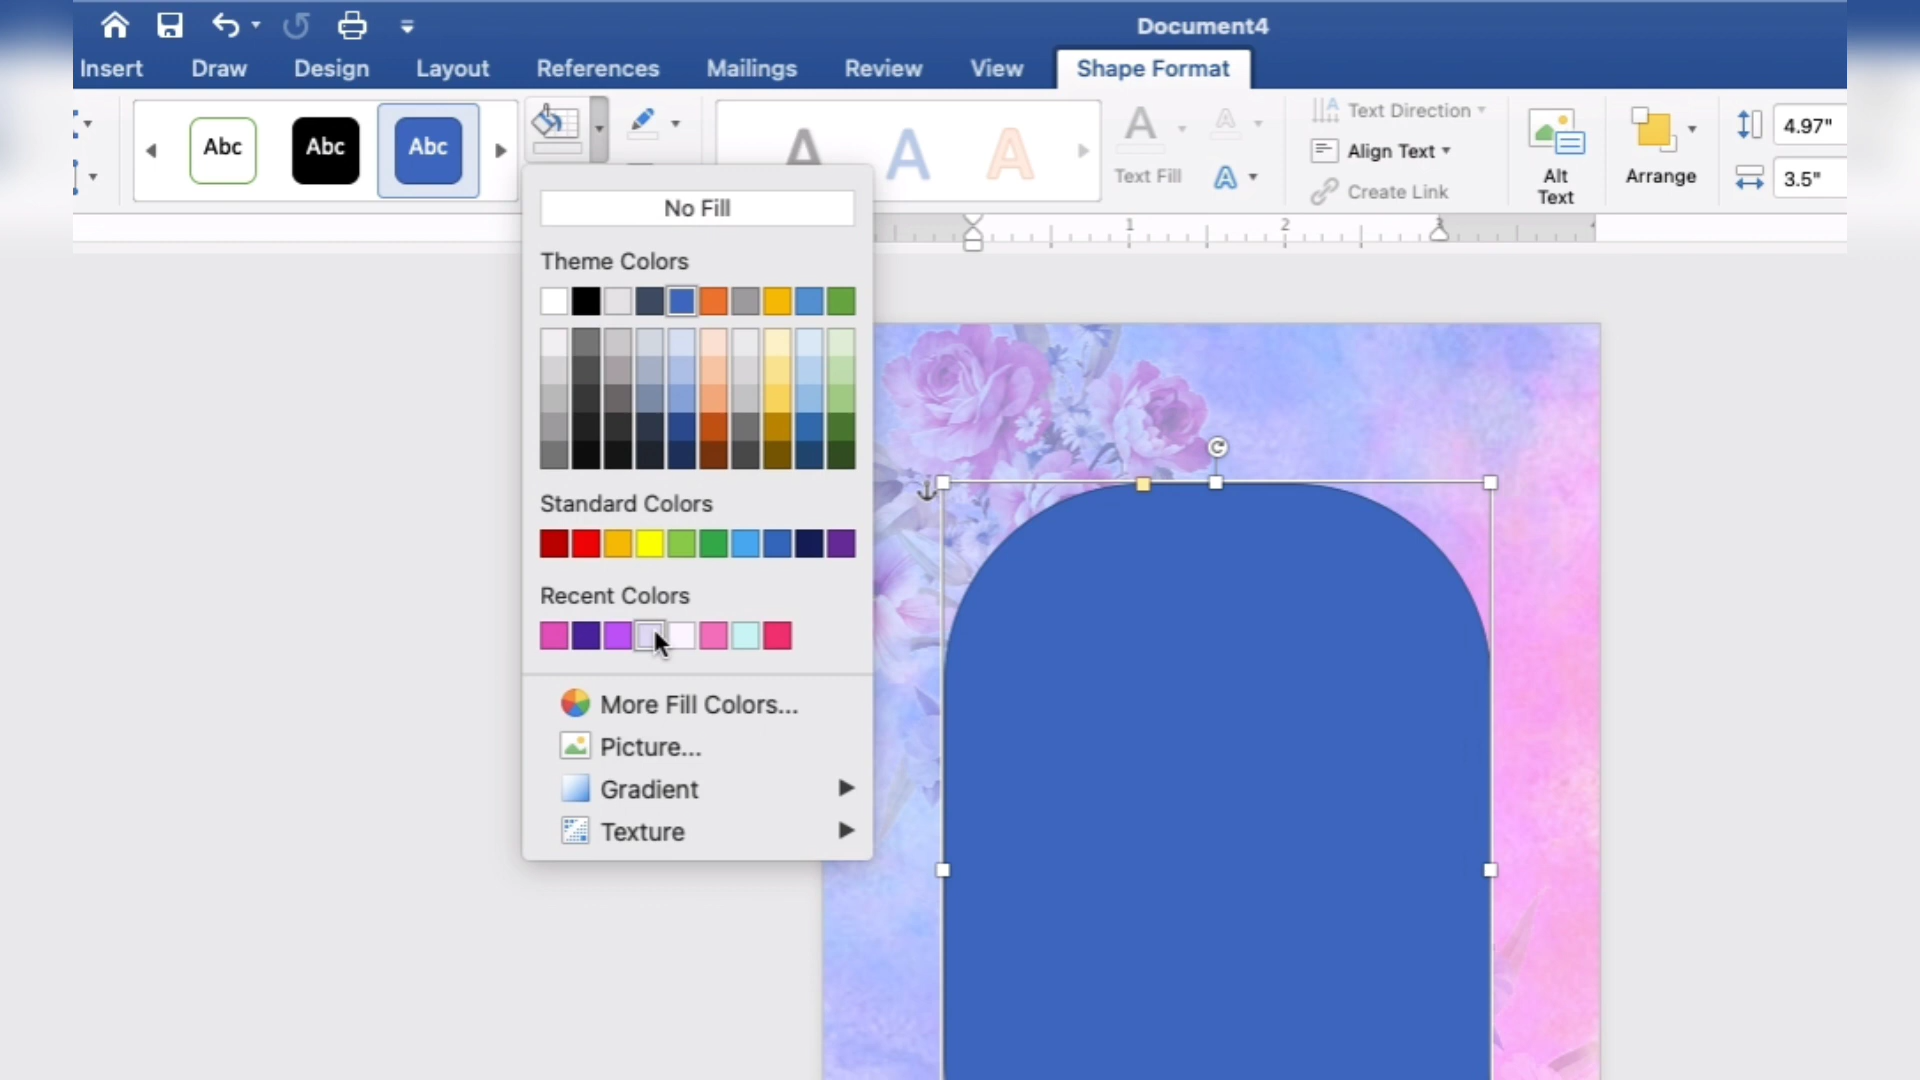 Document4
Insert Draw Design Layout References Mailings Review View Shape Format
Abc Abc Abc
A A A
A
A
A
Text Fill
Text Direction
Align Text
Create Link
Alt
Text
Arrange
4.97"
3.5"
1 2 3
No Fill
Theme Colors
Standard Colors
Recent Colors
More Fill Colors...
Picture...
Gradient
Texture